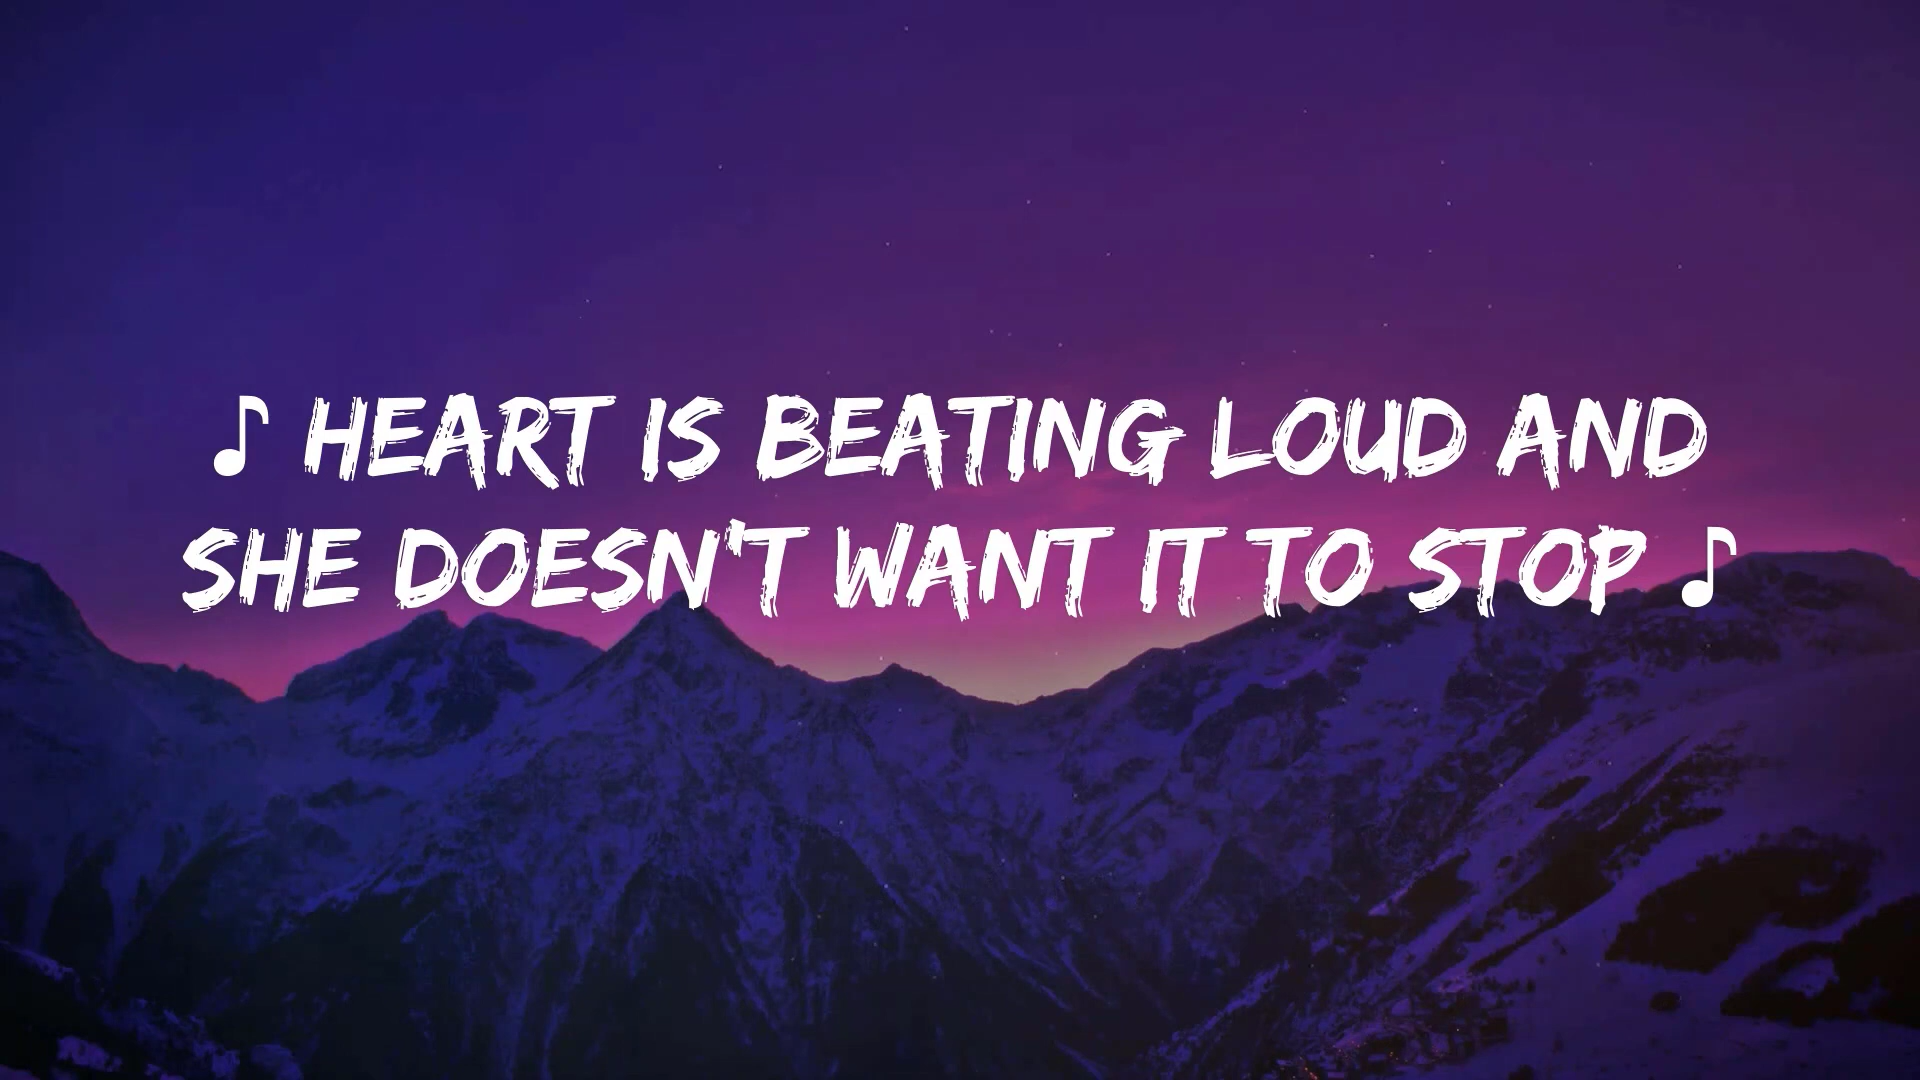 ♪ HEART IS BEATING LOUD AND
SHE DOESN'T WANT IT TO STOP ♪